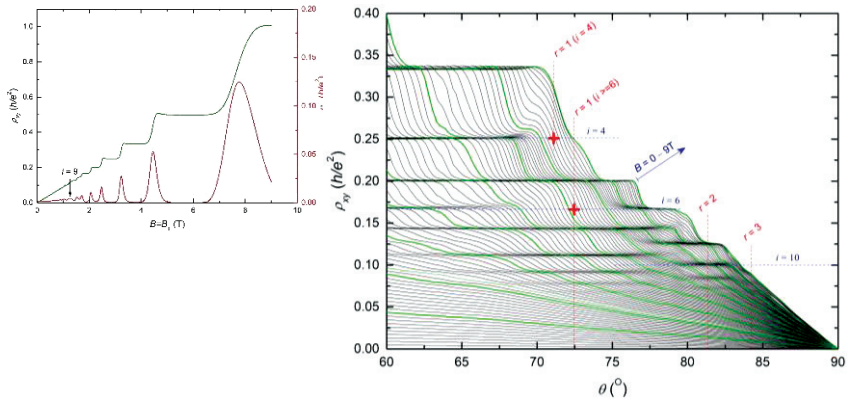 ρxy (h/e²)
1.0
0.8
0.6
0.4
0.2
0.0
i = 9
0 2 4 6 8 10
(T)
0.20
0.15
0.10
0.05
0.00
(h/e²)
ρxy (h/e²)
0.40
0.35
0.30
0.25
0.20
0.15
0.10
0.05
0.00
r = 1 (i = 4)
r = 1 (i >=6)
i = 4
B = 0 - 9T
i = 6
r = 2
r = 3
i = 10
60 65 70 75 80 85 90
θ (O)